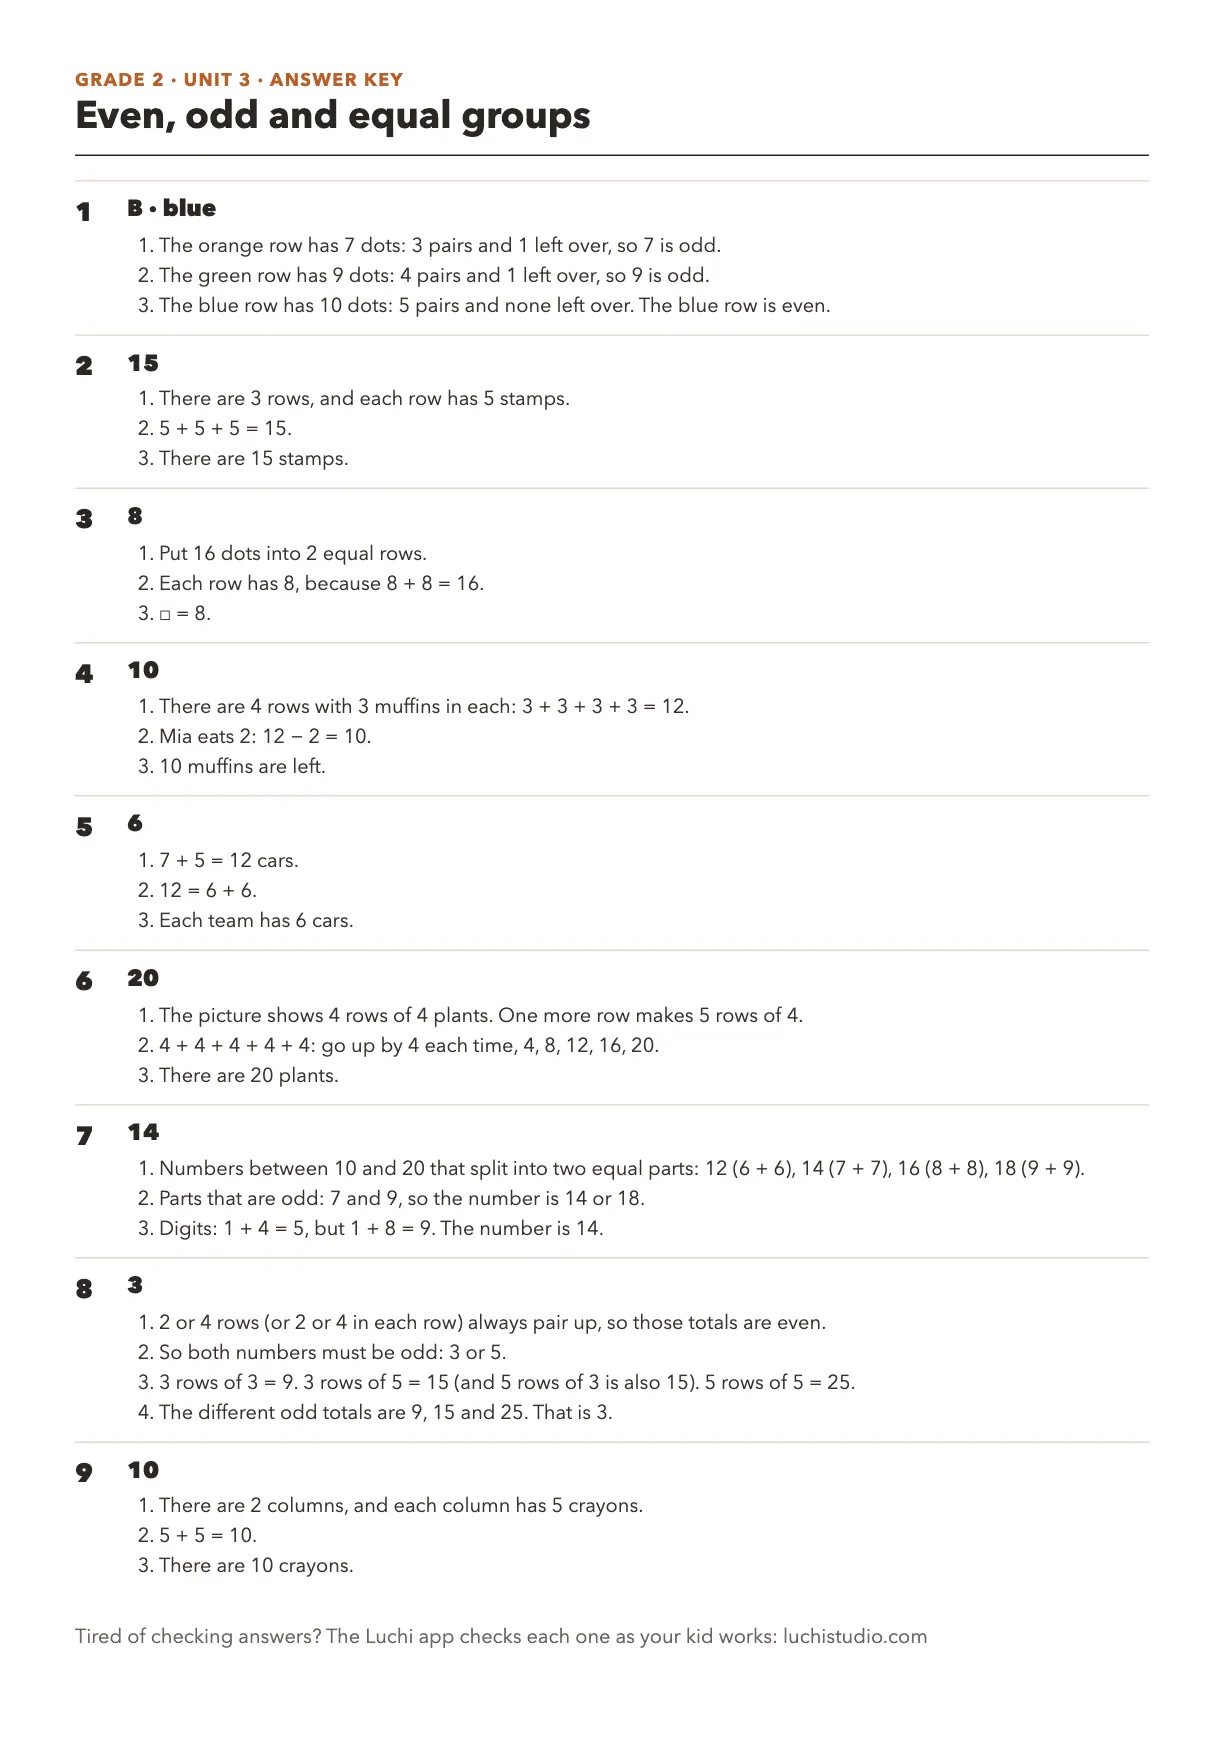 GRADE 2 · UNIT 3 · ANSWER KEY
Even, odd and equal groups
1 B · blue
1. The orange row has 7 dots: 3 pairs and 1 left over, so 7 is odd.
2. The green row has 9 dots: 4 pairs and 1 left over, so 9 is odd.
3. The blue row has 10 dots: 5 pairs and none left over. The blue row is even.
2 15
1. There are 3 rows, and each row has 5 stamps.
2. 5 + 5 + 5 = 15.
3. There are 15 stamps.
3 8
1. Put 16 dots into 2 equal rows.
2. Each row has 8, because 8 + 8 = 16.
3. □ = 8.
4 10
1. There are 4 rows with 3 muffins in each: 3 + 3 + 3 + 3 = 12.
2. Mia eats 2: 12 − 2 = 10.
3. 10 muffins are left.
5 6
1. 7 + 5 = 12 cars.
2. 12 = 6 + 6.
3. Each team has 6 cars.
6 20
1. The picture shows 4 rows of 4 plants. One more row makes 5 rows of 4.
2. 4 + 4 + 4 + 4 + 4: go up by 4 each time, 4, 8, 12, 16, 20.
3. There are 20 plants.
7 14
1. Numbers between 10 and 20 that split into two equal parts: 12 (6 + 6), 14 (7 + 7), 16 (8 + 8), 18 (9 + 9).
2. Parts that are odd: 7 and 9, so the number is 14 or 18.
3. Digits: 1 + 4 = 5, but 1 + 8 = 9. The number is 14.
8 3
1. 2 or 4 rows (or 2 or 4 in each row) always pair up, so those totals are even.
2. So both numbers must be odd: 3 or 5.
3. 3 rows of 3 = 9. 3 rows of 5 = 15 (and 5 rows of 3 is also 15). 5 rows of 5 = 25.
4. The different odd totals are 9, 15 and 25. That is 3.
9 10
1. There are 2 columns, and each column has 5 crayons.
2. 5 + 5 = 10.
3. There are 10 crayons.
Tired of checking answers? The Luchi app checks each one as your kid works: luchistudio.com